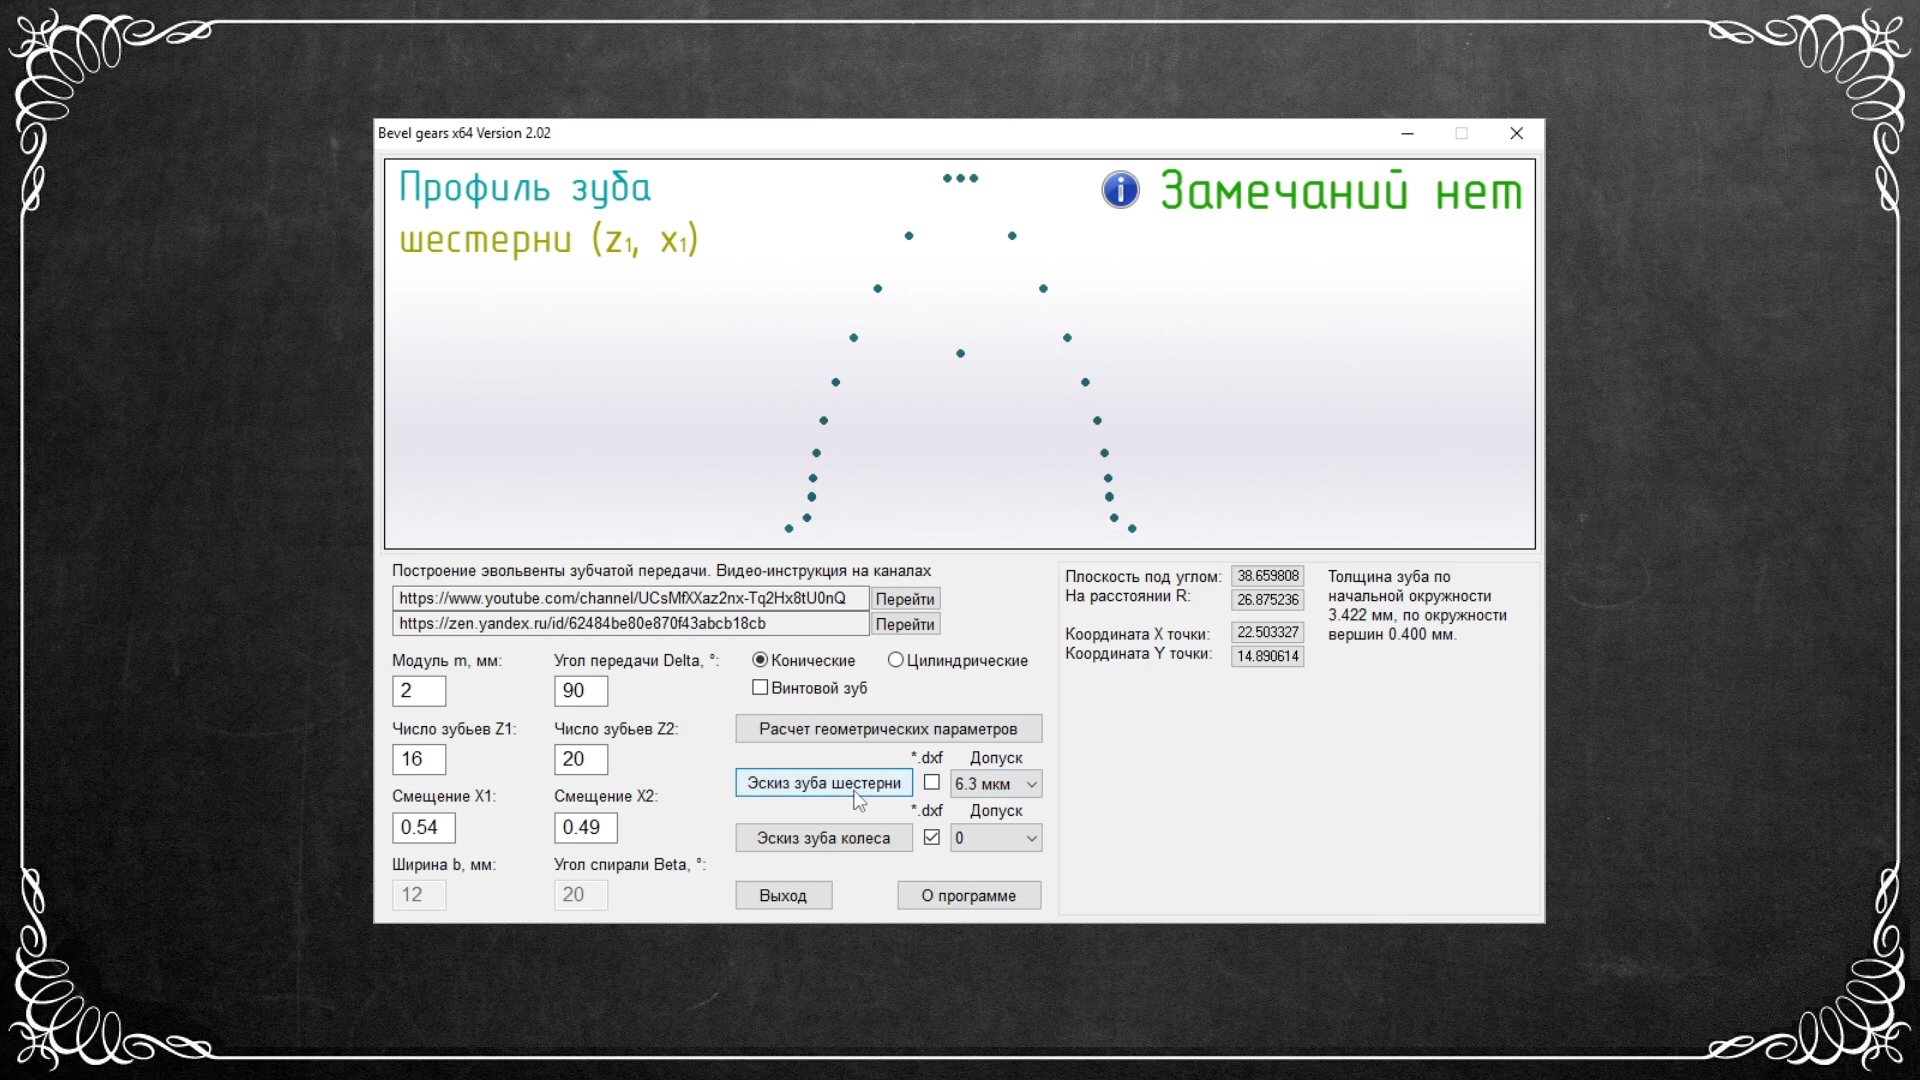 Bevel gears x64 Version 2.02
Профиль зуба
шестерни (z₁, x₁)
Замечаний нет
Построение эвольвенты зубчатой передачи. Видео-инструкция на каналах
https://www.youtube.com/channel/UCsMfXXaz2nx-Tq2Hx8tU0nQ Перейти
https://zen.yandex.ru/id/62484be80e870f43abcb18cb Перейти
Модуль m, мм: Угол передачи Delta, °:
2 90
Конические Цилиндрические
Винтовой зуб
Число зубьев Z1: Число зубьев Z2:
16 20
Расчет геометрических параметров
*.dxf Допуск
Эскиз зуба шестерни 6.3 мкм
Смещение X1: Смещение X2:
0.54 0.49
*.dxf Допуск
Эскиз зуба колеса 0
Ширина b, мм: Угол спирали Beta, °:
12 20
Выход О программе
Плоскость под углом: 38.659808
На расстоянии R: 26.875236
Координата X точки: 22.503327
Координата Y точки: 14.890614
Толщина зуба по
начальной окружности
3.422 мм, по окружности
вершин 0.400 мм.